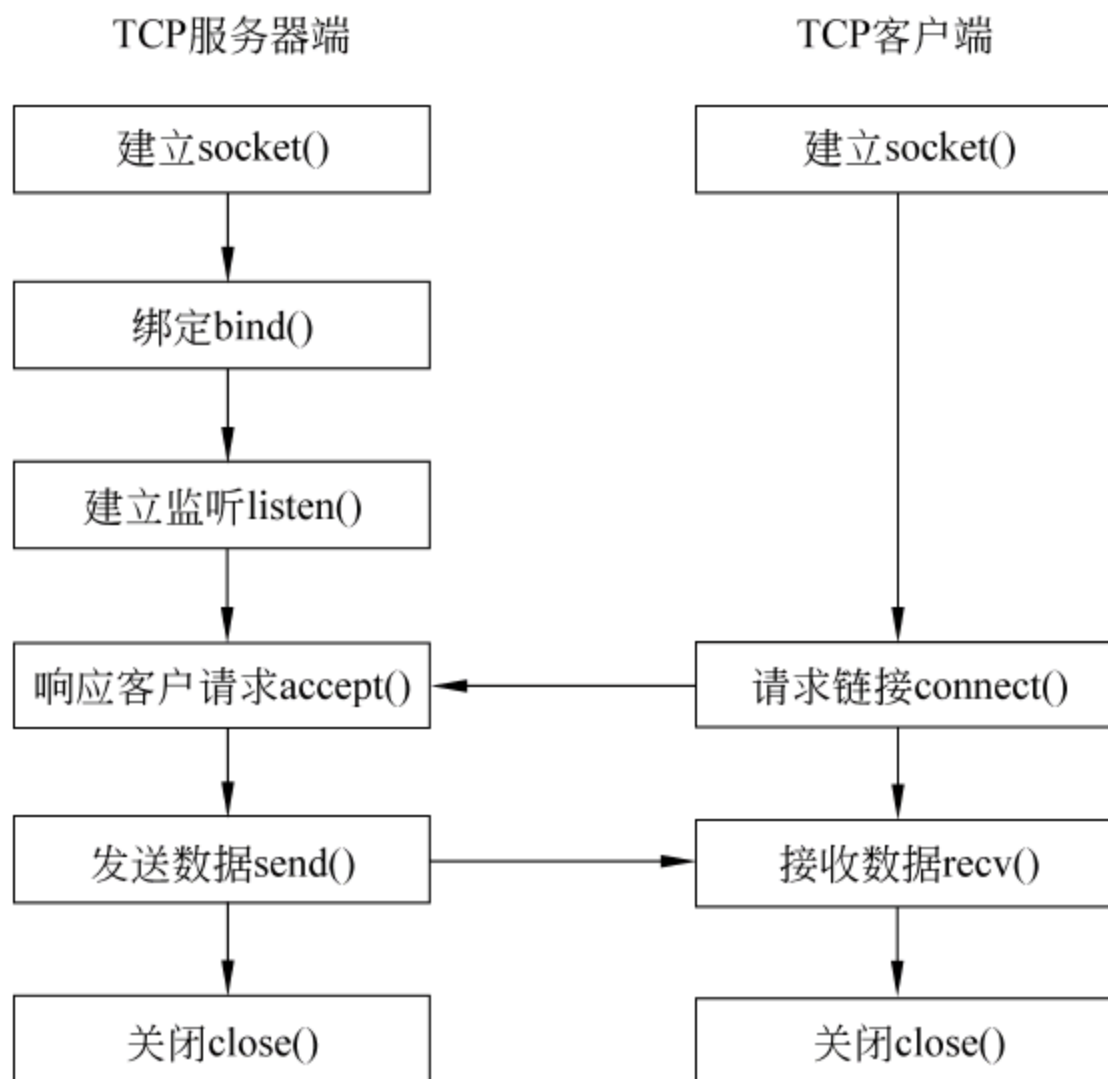 TCP服务器端
TCP客户端
建立socket()
建立socket()
绑定bind()
建立监听listen()
响应客户请求accept()
请求链接connect()
发送数据send()
接收数据recv()
关闭close()
关闭close()